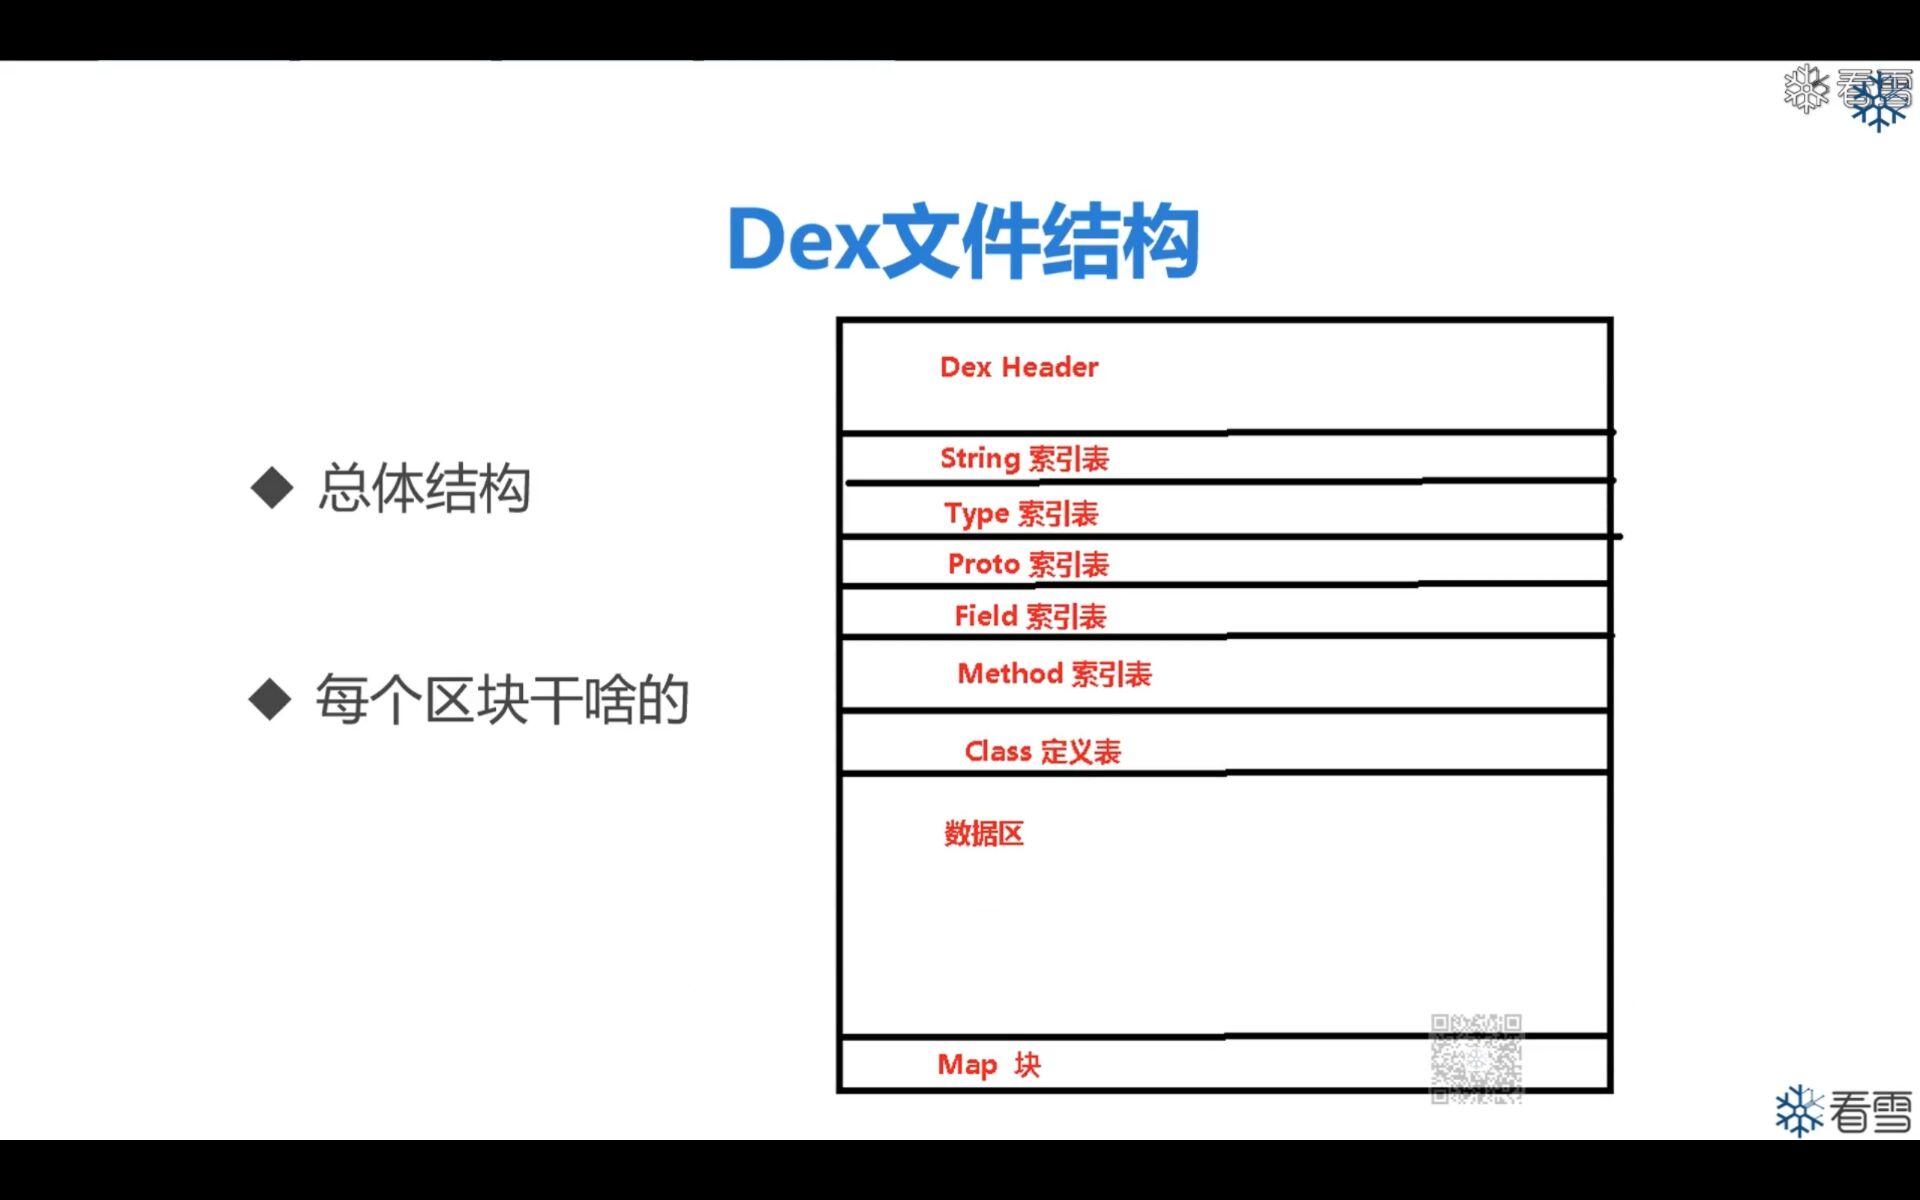 看雪
Dex文件结构
◆ 总体结构
◆ 每个区块干啥的
Dex Header
String 索引表
Type 索引表
Proto 索引表
Field 索引表
Method 索引表
Class 定义表
数据区
Map 块
看雪